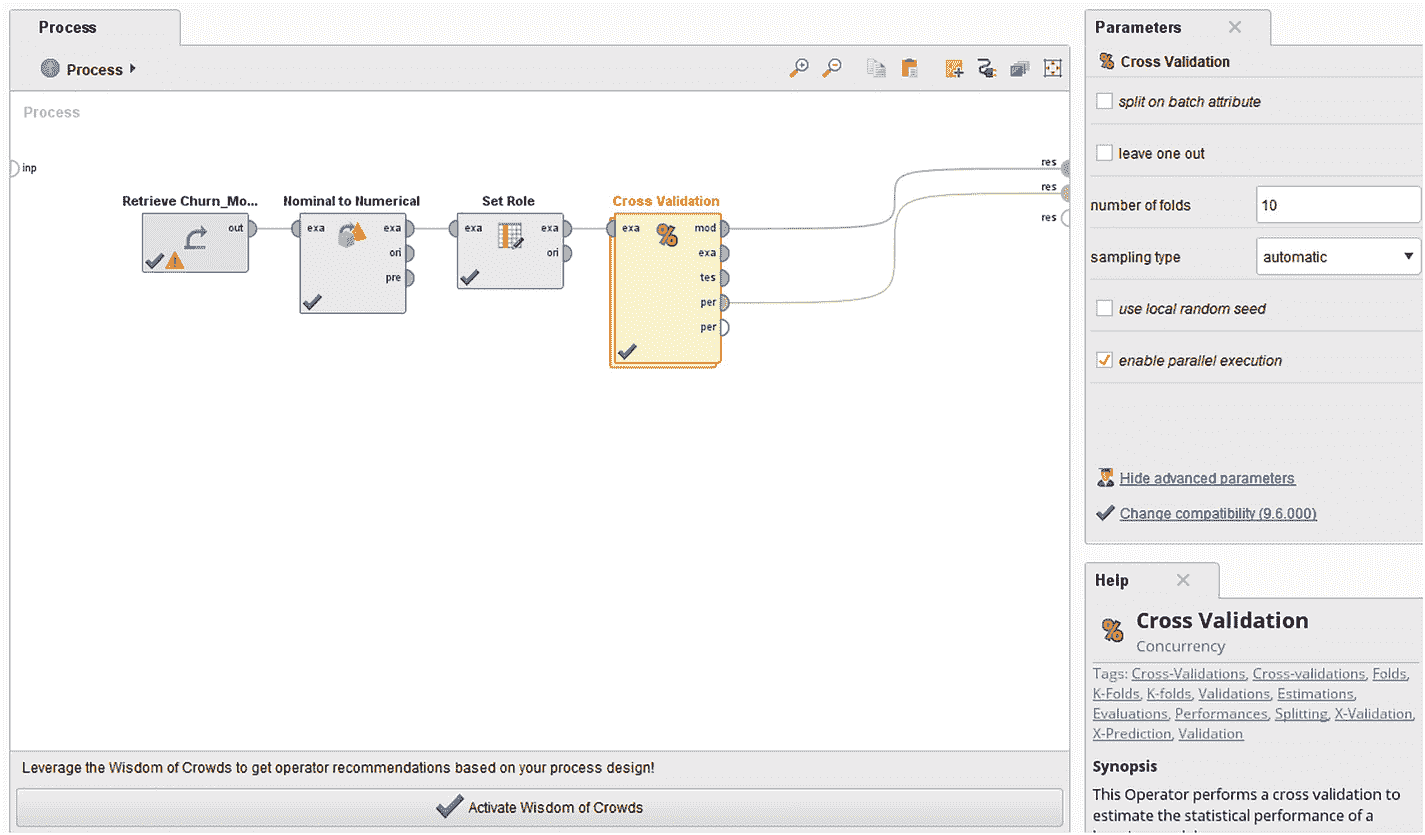 Process
Process
Process
inp
res
res
res
Retrieve Churn_Mo...
out
Nominal to Numerical
exa
exa
ori
pre
Set Role
exa
exa
ori
Cross Validation
exa
mod
exa
tes
per
per
Leverage the Wisdom of Crowds to get operator recommendations based on your process design!
Activate Wisdom of Crowds
Parameters
% Cross Validation
split on batch attribute
leave one out
number of folds 10
sampling type automatic
use local random seed
enable parallel execution
Hide advanced parameters
Change compatibility (9.6.000)
Help
% Cross Validation
Concurrency
Tags: Cross-Validations, Cross-validations, Folds,
K-Folds, K-folds, Validations, Estimations,
Evaluations, Performances, Splitting, X-Validation,
X-Prediction, Validation
Synopsis
This Operator performs a cross validation to
estimate the statistical performance of a